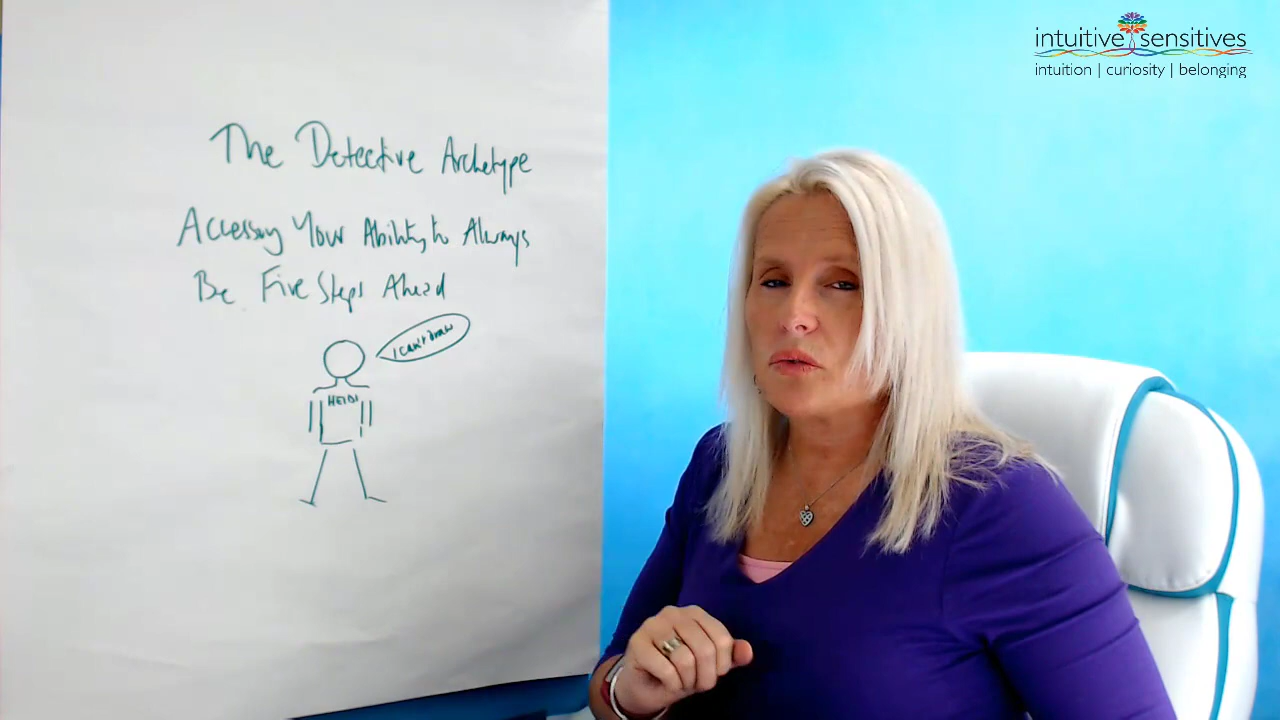 The Detective Archetype
Accessing Your Ability to Always
Be Five Steps Ahead
I can't draw
HEIDI
intuitive sensitives
intuition | curiosity | belonging